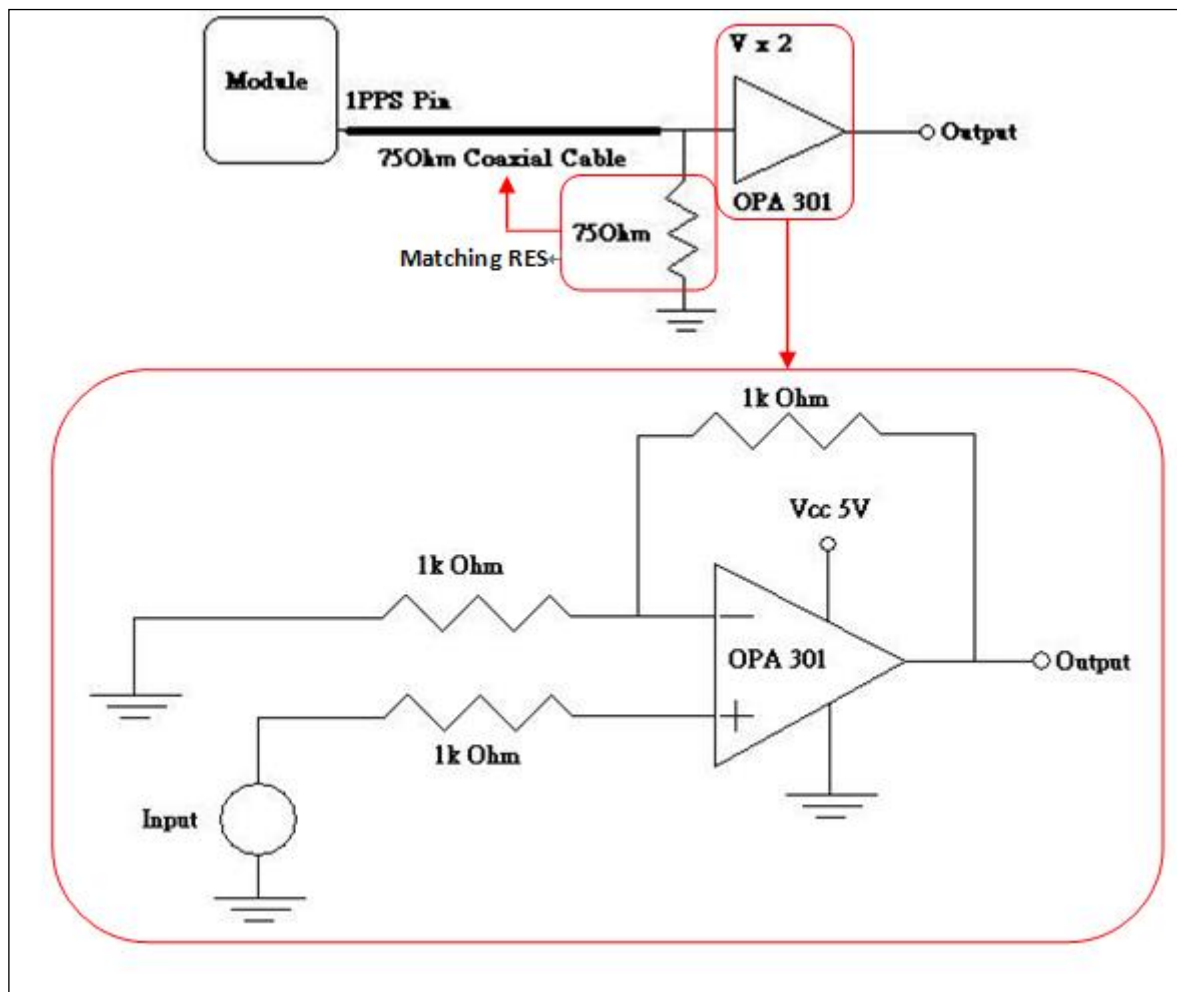 Module
V x 2
1PPS Pin
Output
75Ohm Coaxial Cable
OPA 301
75Ohm
Matching RES
1k Ohm
Vcc 5V
1k Ohm
OPA 301
Output
1k Ohm
Input